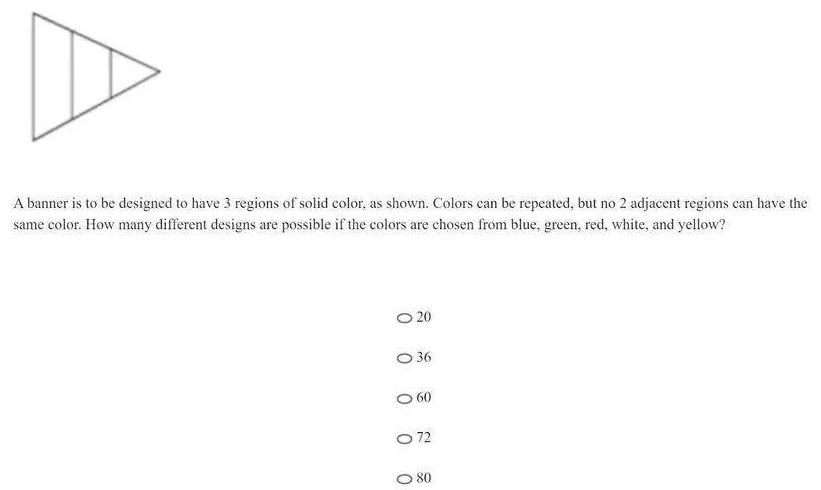 A banner is to be designed to have 3 regions of solid color, as shown. Colors can be repeated, but no 2 adjacent regions can have the
same color. How many different designs are possible if the colors are chosen from blue, green, red, white, and yellow?
20
36
60
72
80